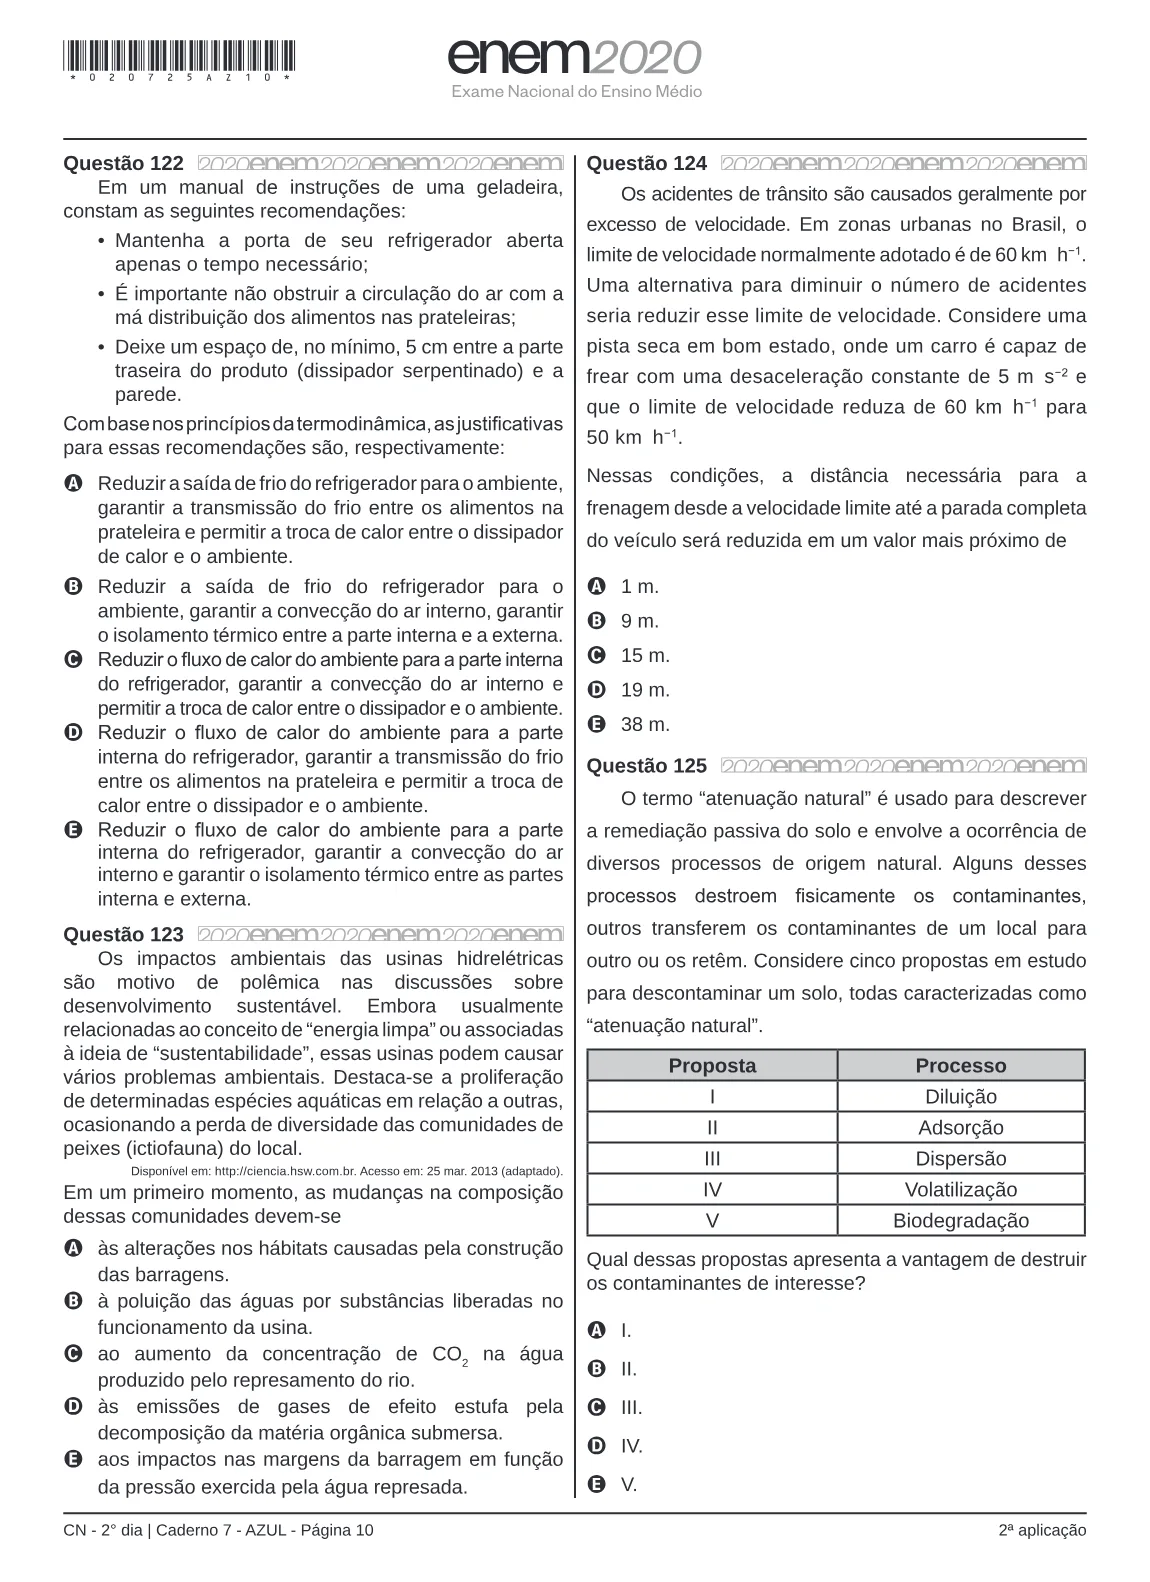 *020725AZ10*
enem2020
Exame Nacional do Ensino Médio
Questão 122 2020enem2020enem2020enem
Em um manual de instruções de uma geladeira,
constam as seguintes recomendações:
• Mantenha a porta de seu refrigerador aberta
apenas o tempo necessário;
• É importante não obstruir a circulação do ar com a
má distribuição dos alimentos nas prateleiras;
• Deixe um espaço de, no mínimo, 5 cm entre a parte
traseira do produto (dissipador serpentinado) e a
parede.
Com base nos princípios da termodinâmica, as justificativas
para essas recomendações são, respectivamente:
A Reduzir a saída de frio do refrigerador para o ambiente,
garantir a transmissão do frio entre os alimentos na
prateleira e permitir a troca de calor entre o dissipador
de calor e o ambiente.
B Reduzir a saída de frio do refrigerador para o
ambiente, garantir a convecção do ar interno, garantir
o isolamento térmico entre a parte interna e a externa.
C Reduzir o fluxo de calor do ambiente para a parte interna
do refrigerador, garantir a convecção do ar interno e
permitir a troca de calor entre o dissipador e o ambiente.
D Reduzir o fluxo de calor do ambiente para a parte
interna do refrigerador, garantir a transmissão do frio
entre os alimentos na prateleira e permitir a troca de
calor entre o dissipador e o ambiente.
E Reduzir o fluxo de calor do ambiente para a parte
interna do refrigerador, garantir a convecção do ar
interno e garantir o isolamento térmico entre as partes
interna e externa.
Questão 123 2020enem2020enem2020enem
Os impactos ambientais das usinas hidrelétricas
são motivo de polêmica nas discussões sobre
desenvolvimento sustentável. Embora usualmente
relacionadas ao conceito de “energia limpa” ou associadas
à ideia de “sustentabilidade”, essas usinas podem causar
vários problemas ambientais. Destaca-se a proliferação
de determinadas espécies aquáticas em relação a outras,
ocasionando a perda de diversidade das comunidades de
peixes (ictiofauna) do local.
Disponível em: http://ciencia.hsw.com.br. Acesso em: 25 mar. 2013 (adaptado).
Em um primeiro momento, as mudanças na composição
dessas comunidades devem-se
A às alterações nos hábitats causadas pela construção
das barragens.
B à poluição das águas por substâncias liberadas no
funcionamento da usina.
C ao aumento da concentração de CO2 na água
produzido pelo represamento do rio.
D às emissões de gases de efeito estufa pela
decomposição da matéria orgânica submersa.
E aos impactos nas margens da barragem em função
da pressão exercida pela água represada.
Questão 124 2020enem2020enem2020enem
Os acidentes de trânsito são causados geralmente por
excesso de velocidade. Em zonas urbanas no Brasil, o
limite de velocidade normalmente adotado é de 60 km h⁻¹.
Uma alternativa para diminuir o número de acidentes
seria reduzir esse limite de velocidade. Considere uma
pista seca em bom estado, onde um carro é capaz de
frear com uma desaceleração constante de 5 m s⁻² e
que o limite de velocidade reduza de 60 km h⁻¹ para
50 km h⁻¹.
Nessas condições, a distância necessária para a
frenagem desde a velocidade limite até a parada completa
do veículo será reduzida em um valor mais próximo de
A 1 m.
B 9 m.
C 15 m.
D 19 m.
E 38 m.
Questão 125 2020enem2020enem2020enem
O termo “atenuação natural” é usado para descrever
a remediação passiva do solo e envolve a ocorrência de
diversos processos de origem natural. Alguns desses
processos destroem fisicamente os contaminantes,
outros transferem os contaminantes de um local para
outro ou os retêm. Considere cinco propostas em estudo
para descontaminar um solo, todas caracterizadas como
“atenuação natural”.
Proposta Processo
I Diluição
II Adsorção
III Dispersão
IV Volatilização
V Biodegradação
Qual dessas propostas apresenta a vantagem de destruir
os contaminantes de interesse?
A I.
B II.
C III.
D IV.
E V.
CN - 2° dia | Caderno 7 - AZUL - Página 10
2ª aplicação